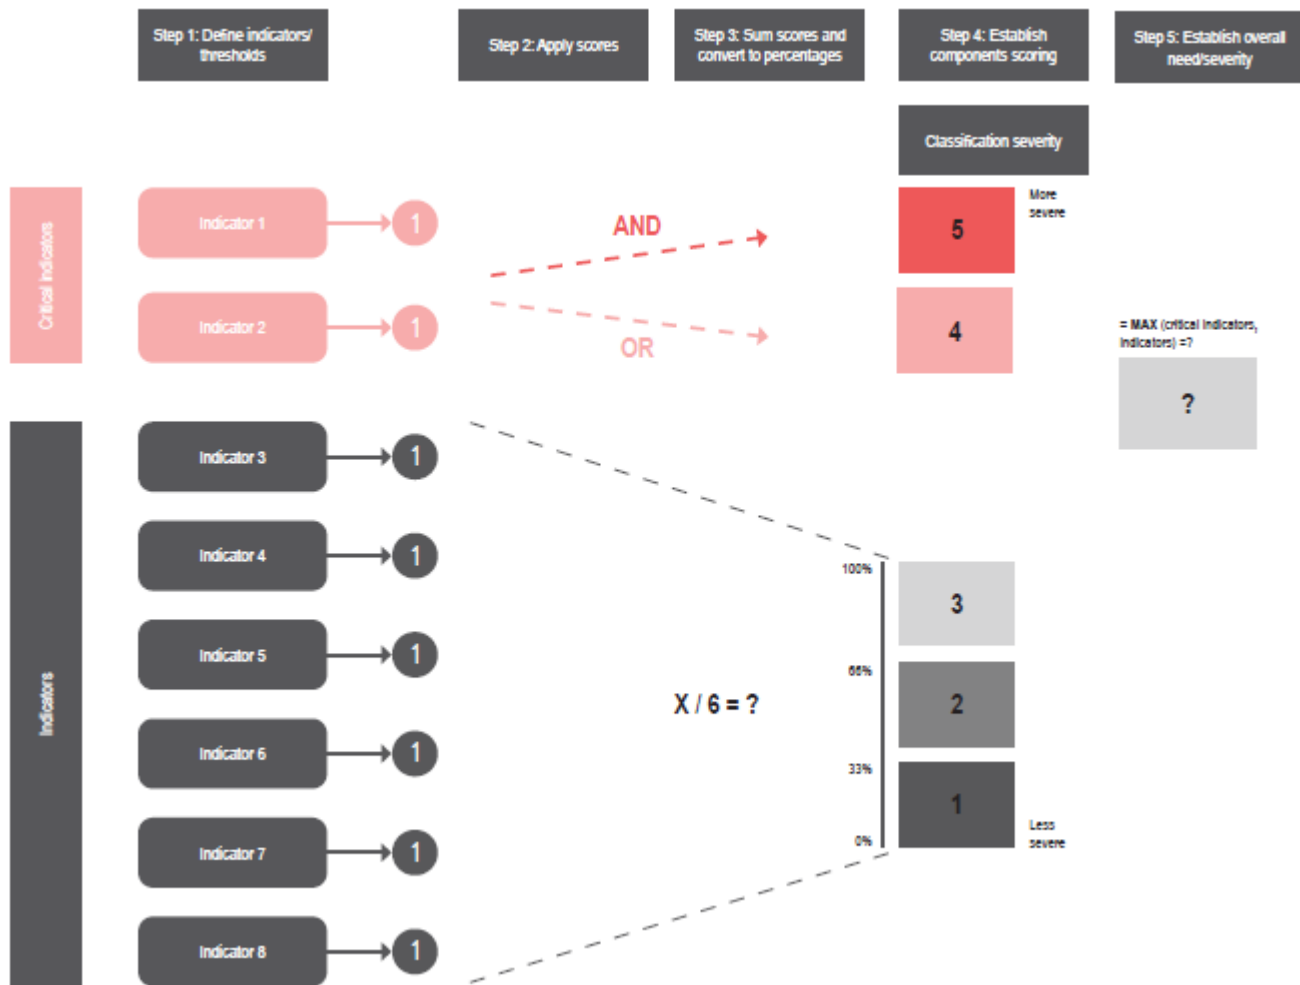 Step 1: Define indicators/
thresholds
Step 2: Apply scores
Step 3: Sum scores and
convert to percentages
Step 4: Establish
components scoring
Step 5: Establish overall
need/severity
Classification severity
Critical indicators
Indicator 1
1
AND
5
More
severe
Indicator 2
1
OR
4
= MAX (critical indicators,
indicators) =?
?
Indicators
Indicator 3
1
Indicator 4
1
100%
3
Indicator 5
1
66%
X / 6 = ?
2
Indicator 6
1
33%
1
Less
severe
0%
Indicator 7
1
Indicator 8
1